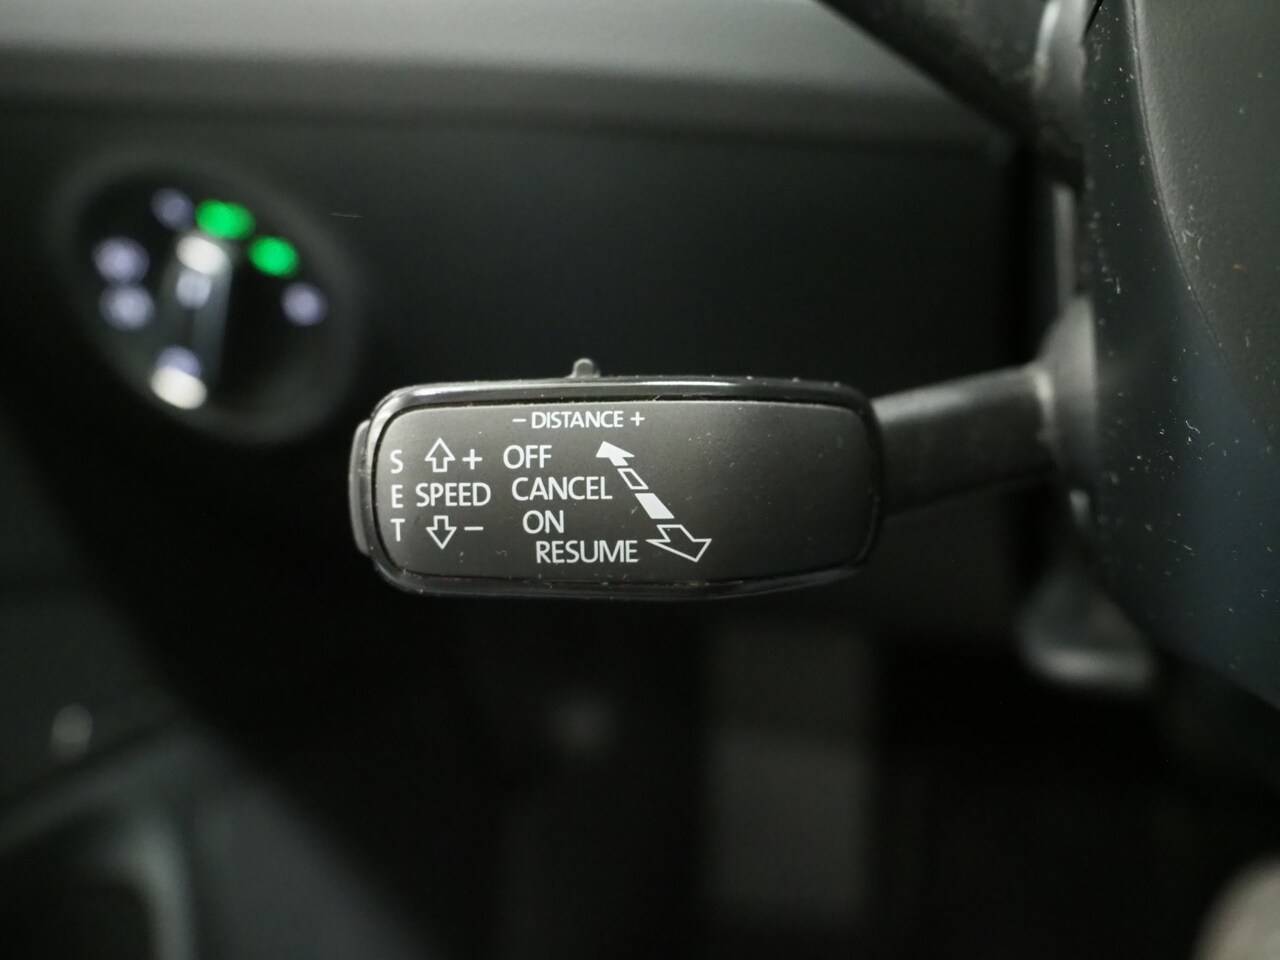 - DISTANCE +
S + OFF
E SPEED CANCEL
T - ON
RESUME